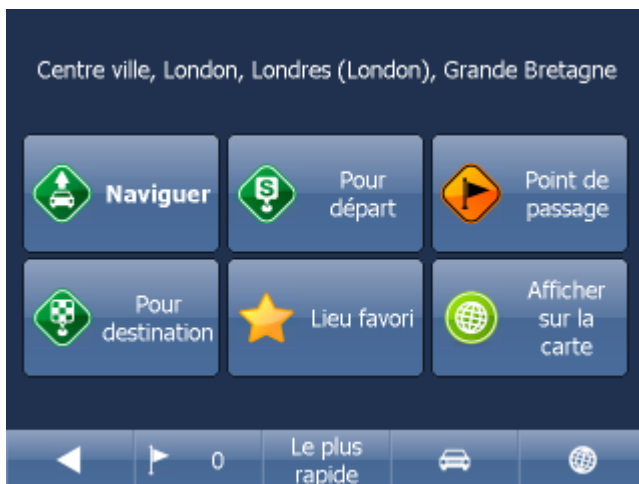 Centre ville, London, Londres (London), Grande Bretagne
Naviguer
S
Pour
départ
Point de
passage
Pour
destination
Lieu favori
Afficher
sur la
carte
0
Le plus
rapide